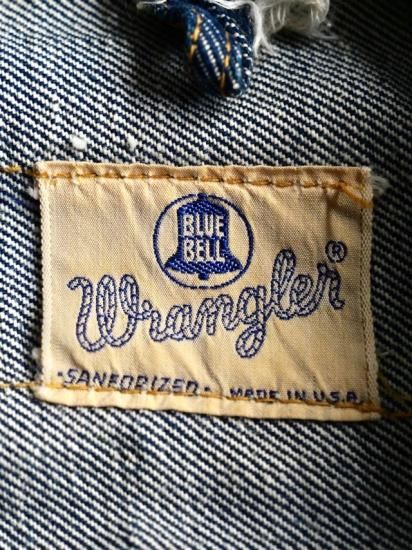 BLUE
BELL
Wrangler®
·SANFORIZED· MADE IN U.S.A.